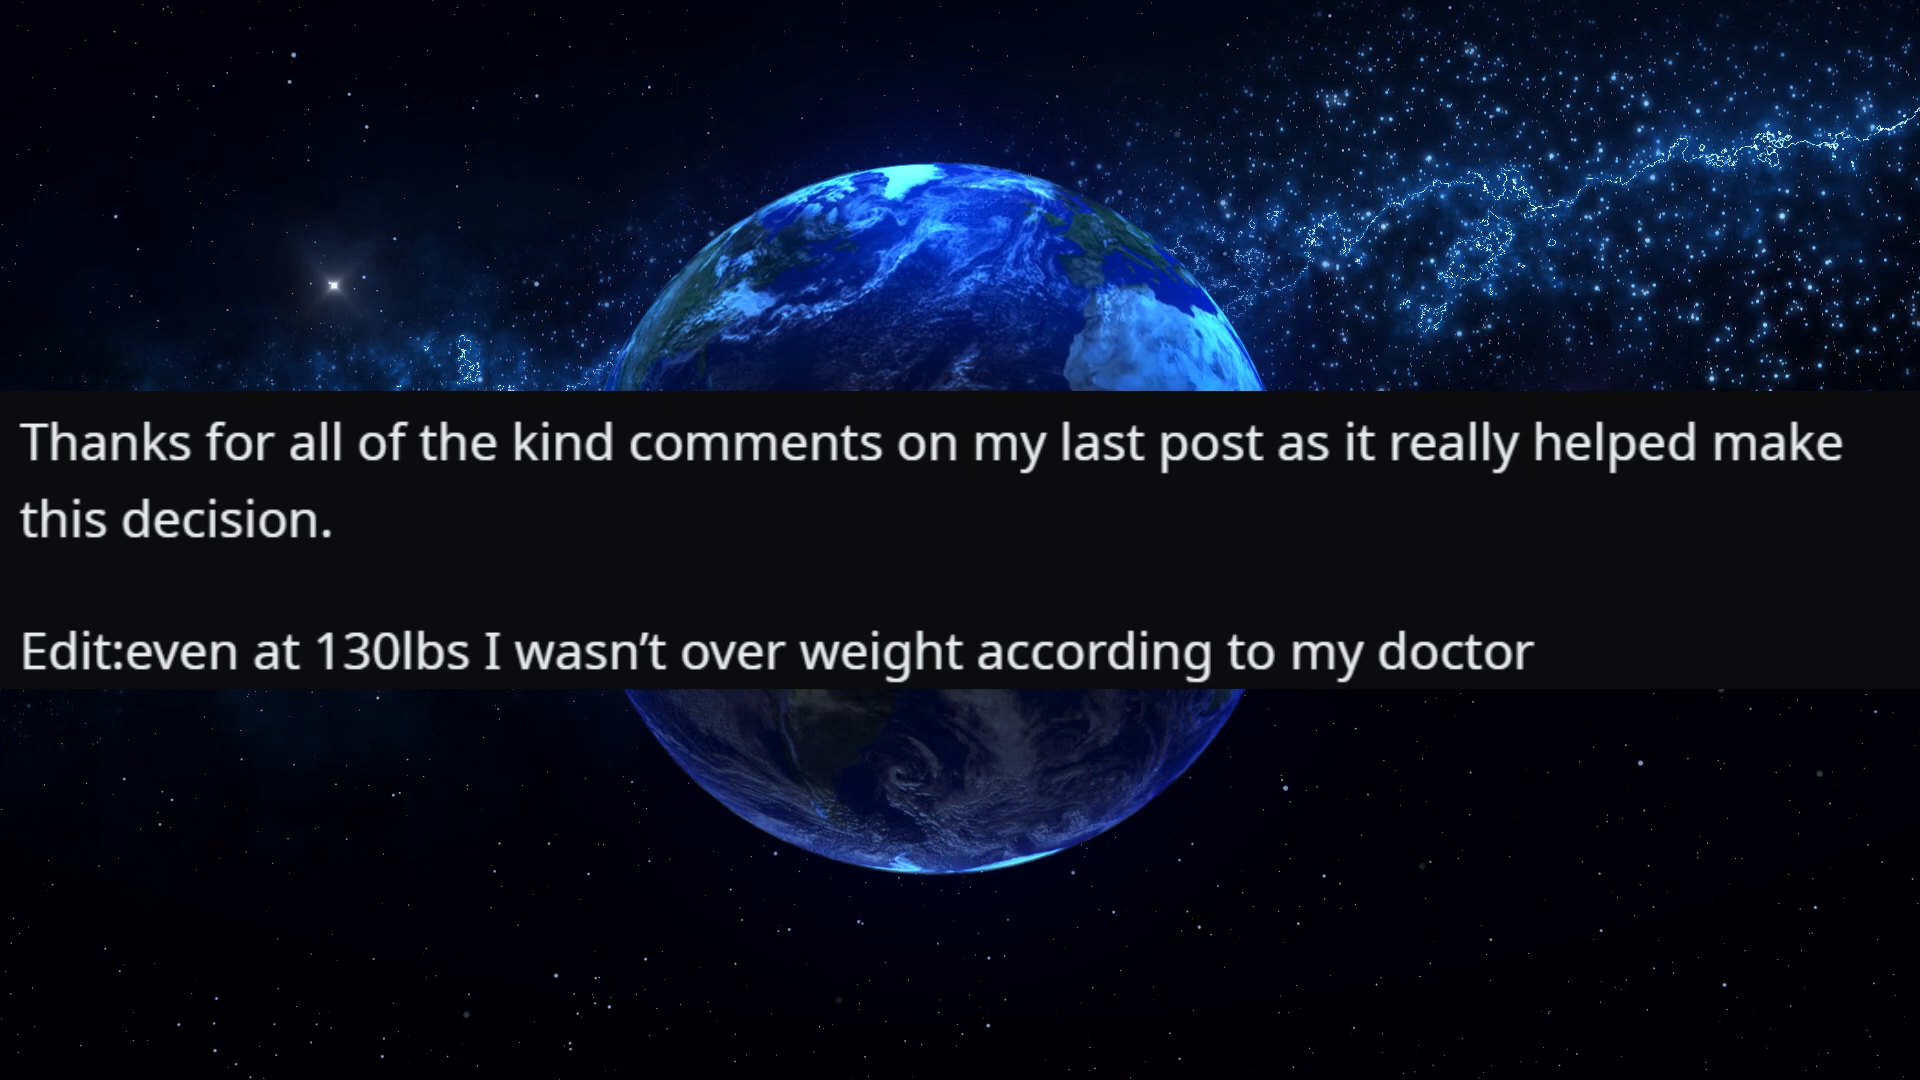 Thanks for all of the kind comments on my last post as it really helped make
this decision.
Edit:even at 130lbs I wasn’t over weight according to my doctor